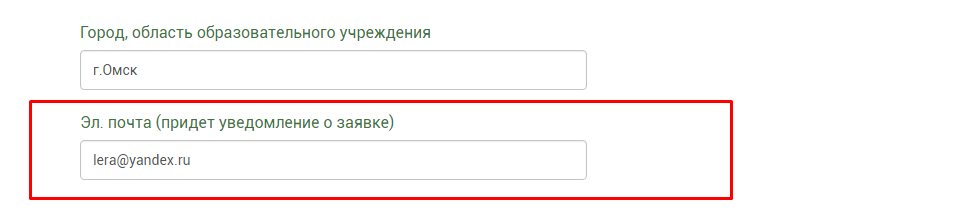 Город, область образовательного учреждения
г.Омск
Эл. почта (придет уведомление о заявке)
lera@yandex.ru